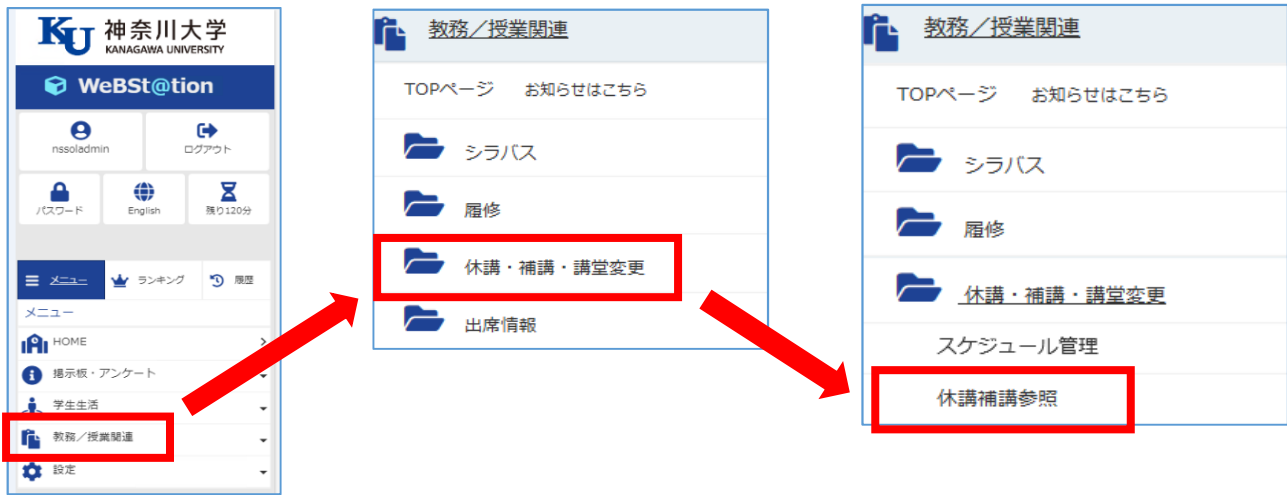 KU 神奈川大学
KANAGAWA UNIVERSITY
WeBSt@tion
nssoladmin
ログアウト
パスワード
English
残り120分
メニュー
ランキング
履歴
メニュー
HOME
掲示板・アンケート
学生生活
教務／授業関連
設定
教務／授業関連
TOPページ お知らせはこちら
シラバス
履修
休講・補講・講堂変更
出席情報
教務／授業関連
TOPページ お知らせはこちら
シラバス
履修
休講・補講・講堂変更
スケジュール管理
休講補講参照